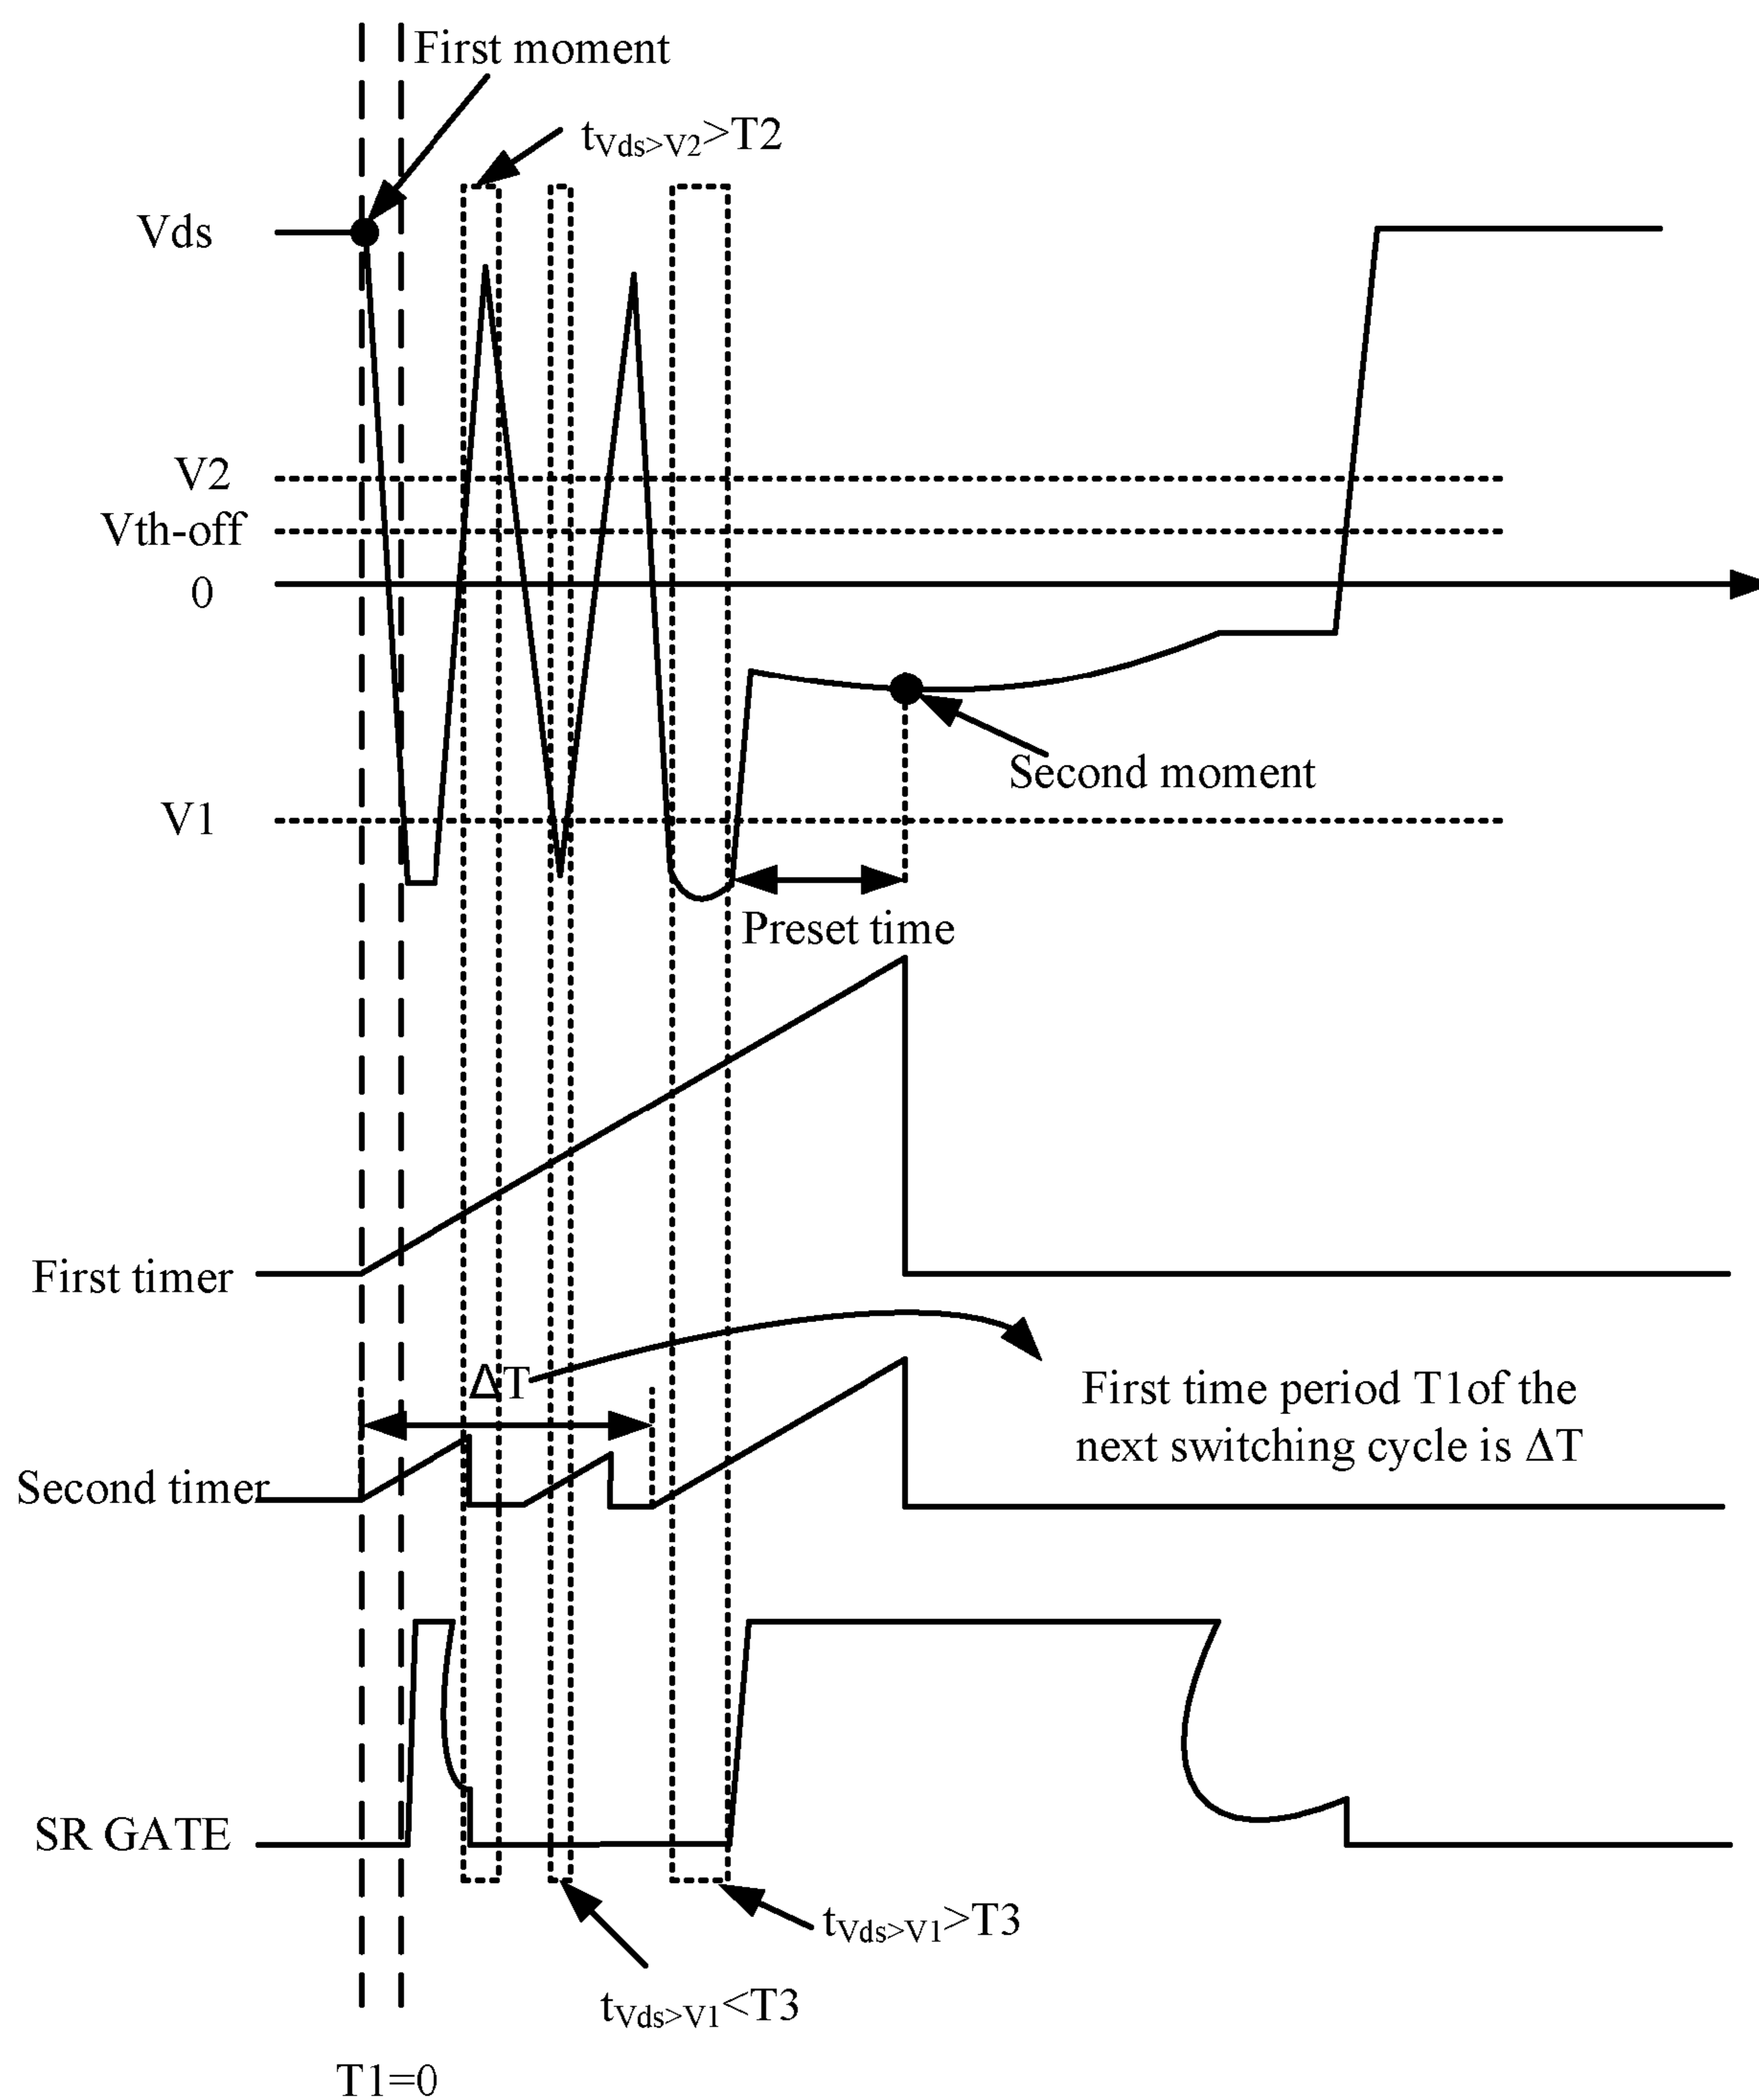 First moment
tVds>V2>T2
Vds
V2
Vth-off
0
Second moment
V1
Preset time
First timer
ΔT
First time period T1of the
next switching cycle is ΔT
Second timer
SR GATE
tVds>V1>T3
tVds>V1<T3
T1=0